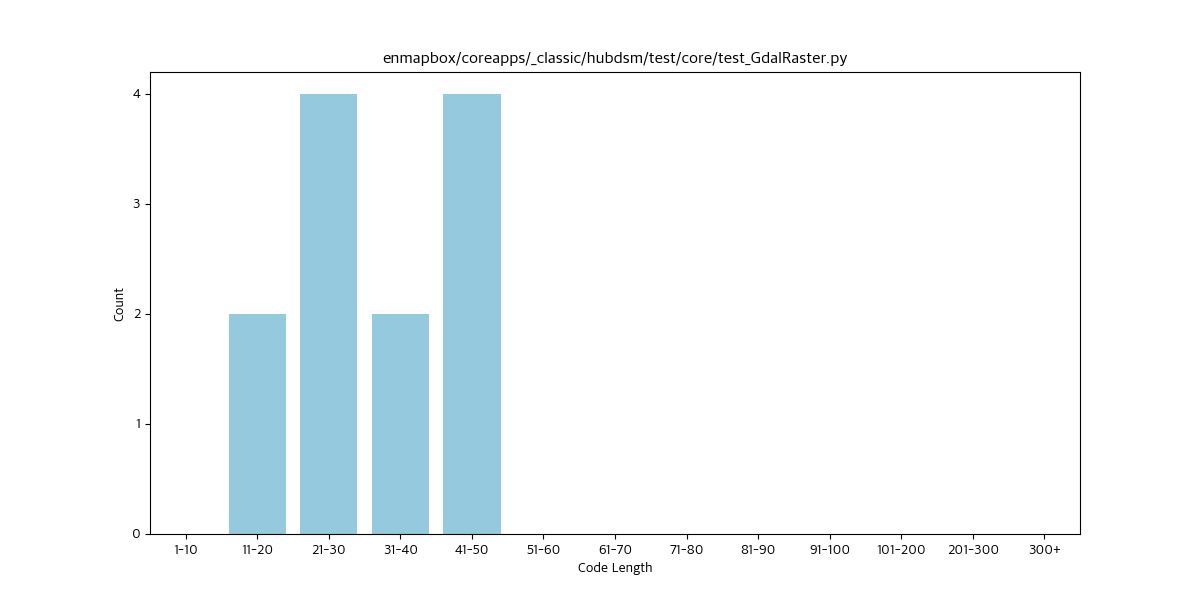 enmapbox/coreapps/_classic/hubdsm/test/core/test_GdalRaster.py
4
3
2
1
0
Count
1-10 11-20 21-30 31-40 41-50 51-60 61-70 71-80 81-90 91-100 101-200 201-300 300+
Code Length